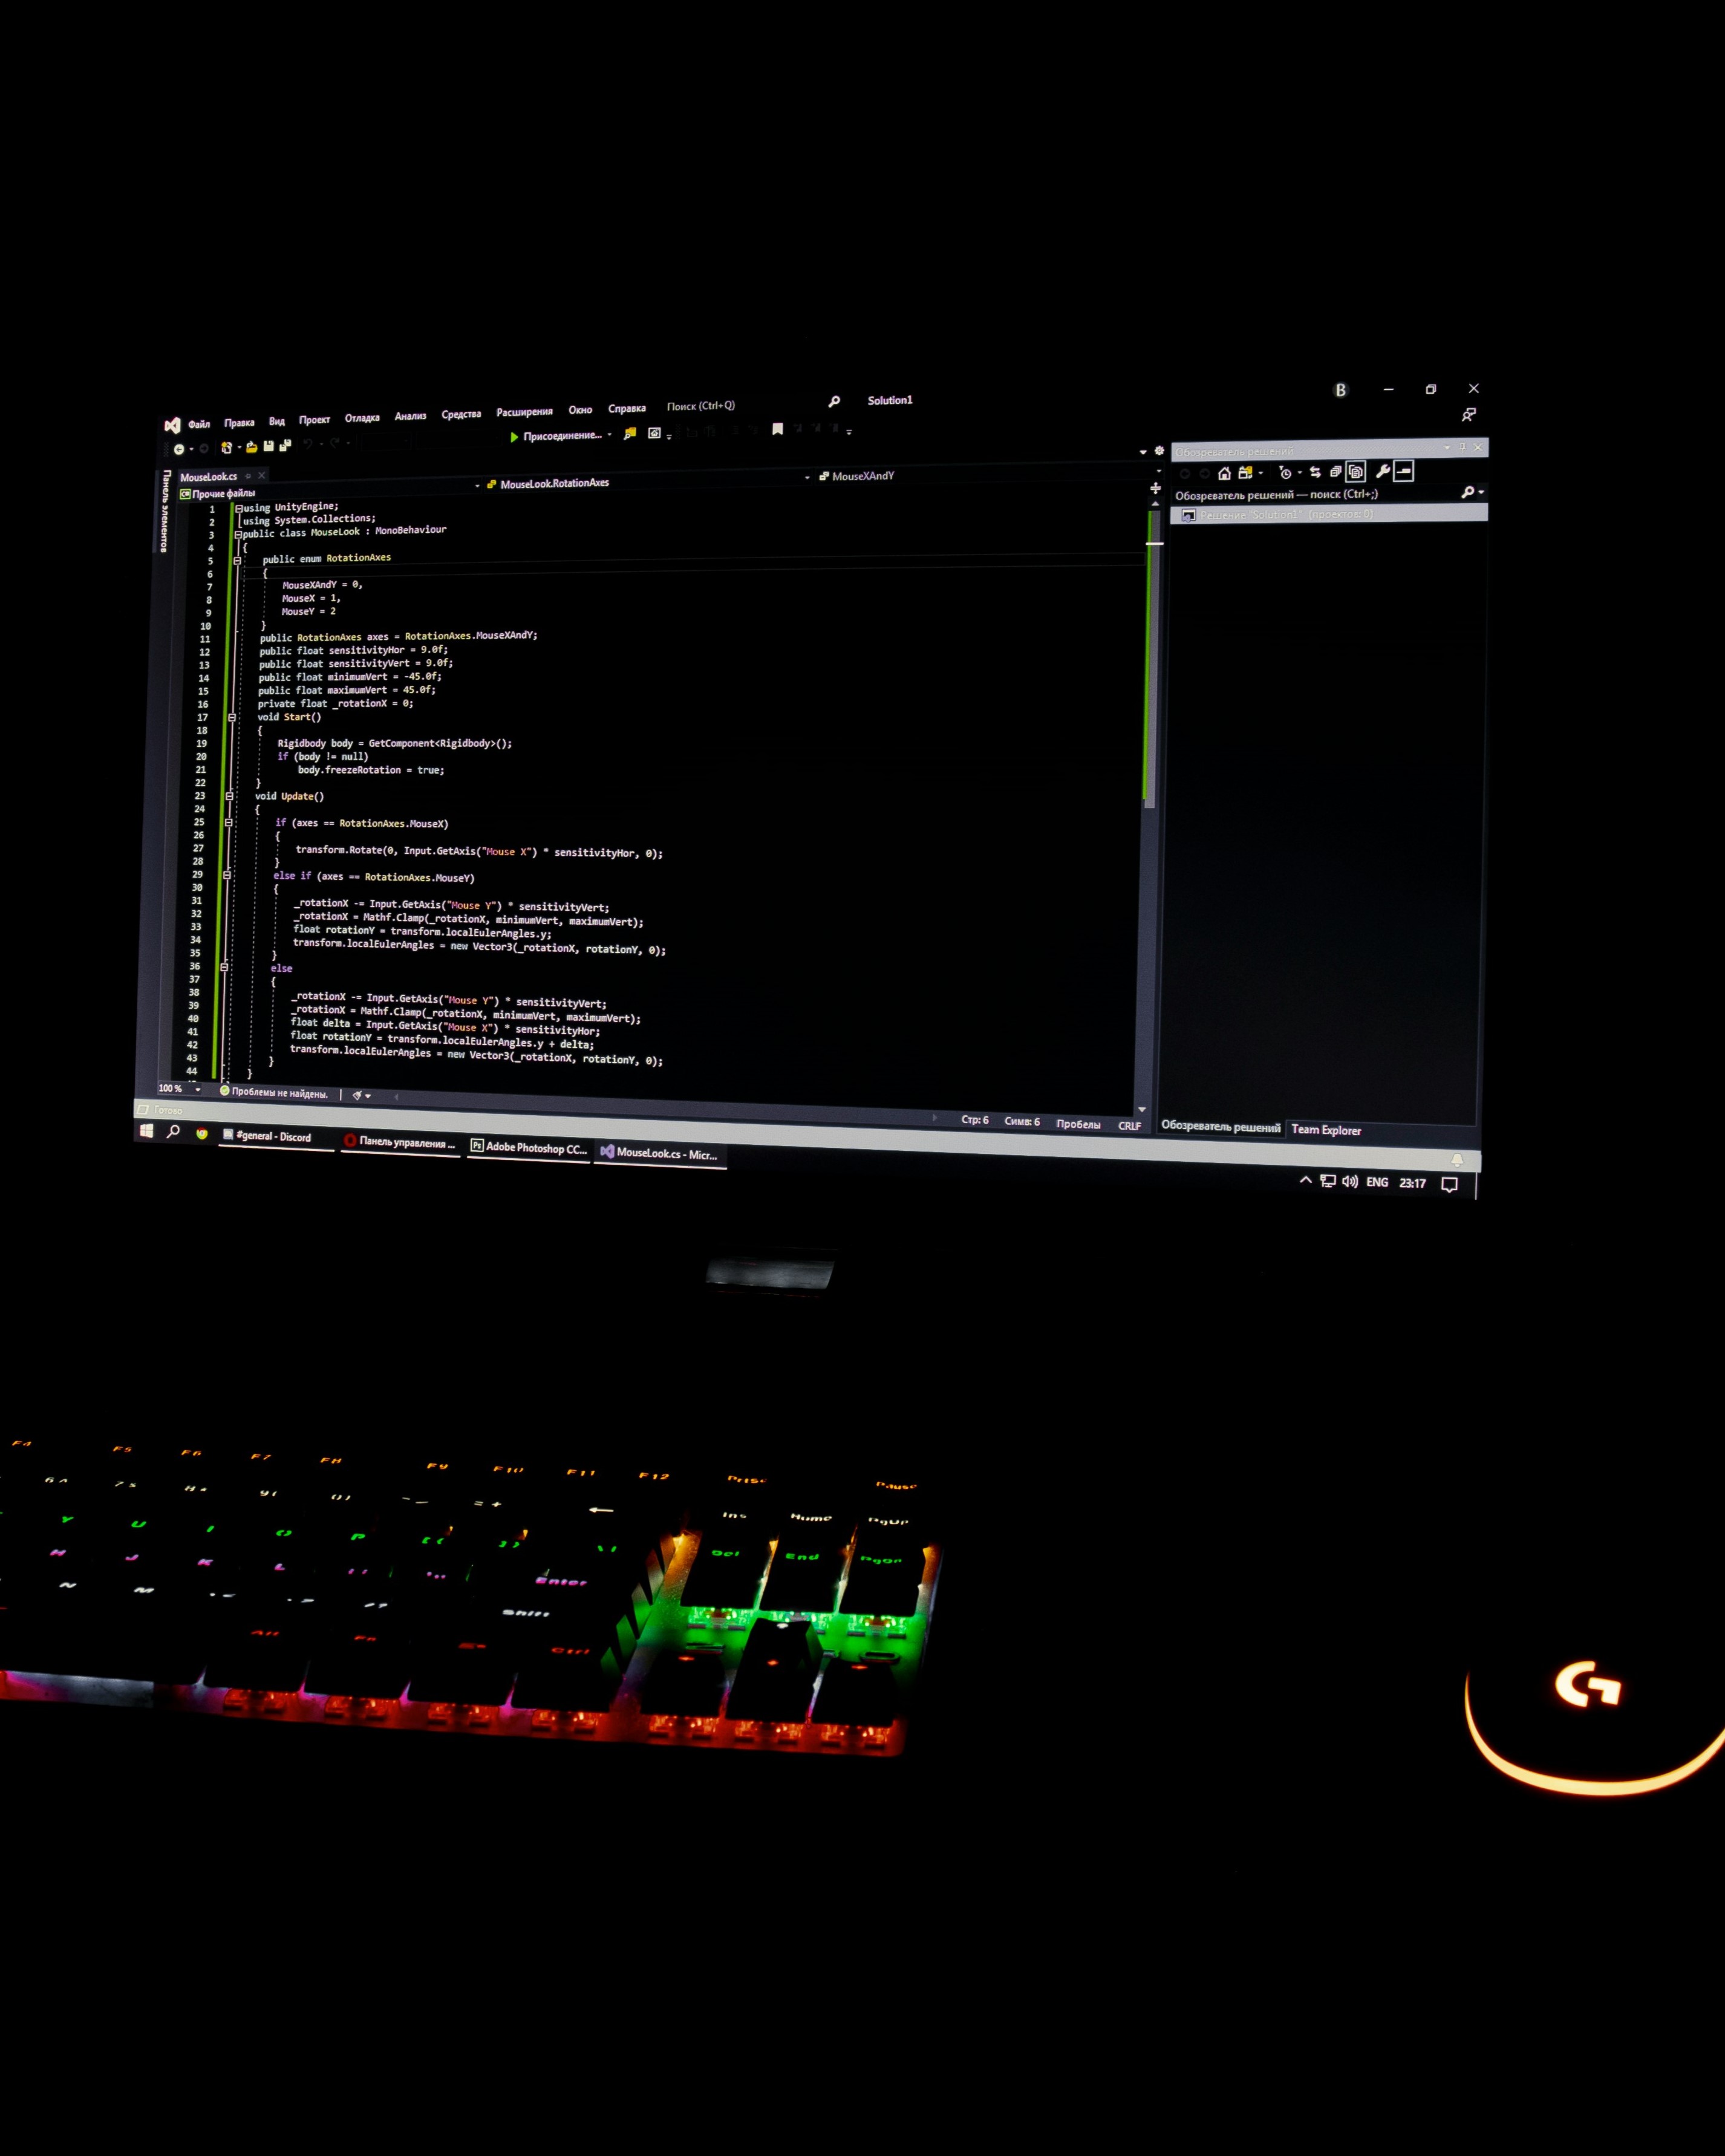 Файл Правка Вид Проект Отладка Анализ Средства Расширения Окно Справка Поиск (Ctrl+Q) Solution1 B
Присоединение...
Панель элементов
MouseLook.cs
Прочие файлы MouseLook.RotationAxes MouseXAndY
1 using UnityEngine;
2 using System.Collections;
3 public class MouseLook : MonoBehaviour
4 {
5 public enum RotationAxes
6 {
7 MouseXAndY = 0,
8 MouseX = 1,
9 MouseY = 2
10 }
11 public RotationAxes axes = RotationAxes.MouseXAndY;
12 public float sensitivityHor = 9.0f;
13 public float sensitivityVert = 9.0f;
14 public float minimumVert = -45.0f;
15 public float maximumVert = 45.0f;
16 private float _rotationX = 0;
17 void Start()
18 {
19 Rigidbody body = GetComponent<Rigidbody>();
20 if (body != null)
21 body.freezeRotation = true;
22 }
23 void Update()
24 {
25 if (axes == RotationAxes.MouseX)
26 {
27 transform.Rotate(0, Input.GetAxis("Mouse X") * sensitivityHor, 0);
28 }
29 else if (axes == RotationAxes.MouseY)
30 {
31 _rotationX -= Input.GetAxis("Mouse Y") * sensitivityVert;
32 _rotationX = Mathf.Clamp(_rotationX, minimumVert, maximumVert);
33 float rotationY = transform.localEulerAngles.y;
34 transform.localEulerAngles = new Vector3(_rotationX, rotationY, 0);
35 }
36 else
37 {
38 _rotationX -= Input.GetAxis("Mouse Y") * sensitivityVert;
39 _rotationX = Mathf.Clamp(_rotationX, minimumVert, maximumVert);
40 float delta = Input.GetAxis("Mouse X") * sensitivityHor;
41 float rotationY = transform.localEulerAngles.y + delta;
42 transform.localEulerAngles = new Vector3(_rotationX, rotationY, 0);
43 }
44 }
100 % Проблемы не найдены. Стр: 6 Симв: 6 Пробелы CRLF
Обозреватель решений
Обозреватель решений — поиск (Ctrl+;)
Решение "Solution1" (проектов: 0)
Обозреватель решений Team Explorer
Готово
#general - Discord Панель управления ... Adobe Photoshop CC... MouseLook.cs - Micr...
ENG 23:17
F4 F5 F6 F7 F8 F9 F10 F11 F12 PrtSc Pause
6 ^ 7 & 8 * 9 ( 0 ) - _ = + Ins Home PgUp
Y U I O P [ { ] } \ | Del End PgDn
H J K L Enter
N M Shift
Alt Fn Ctrl
G